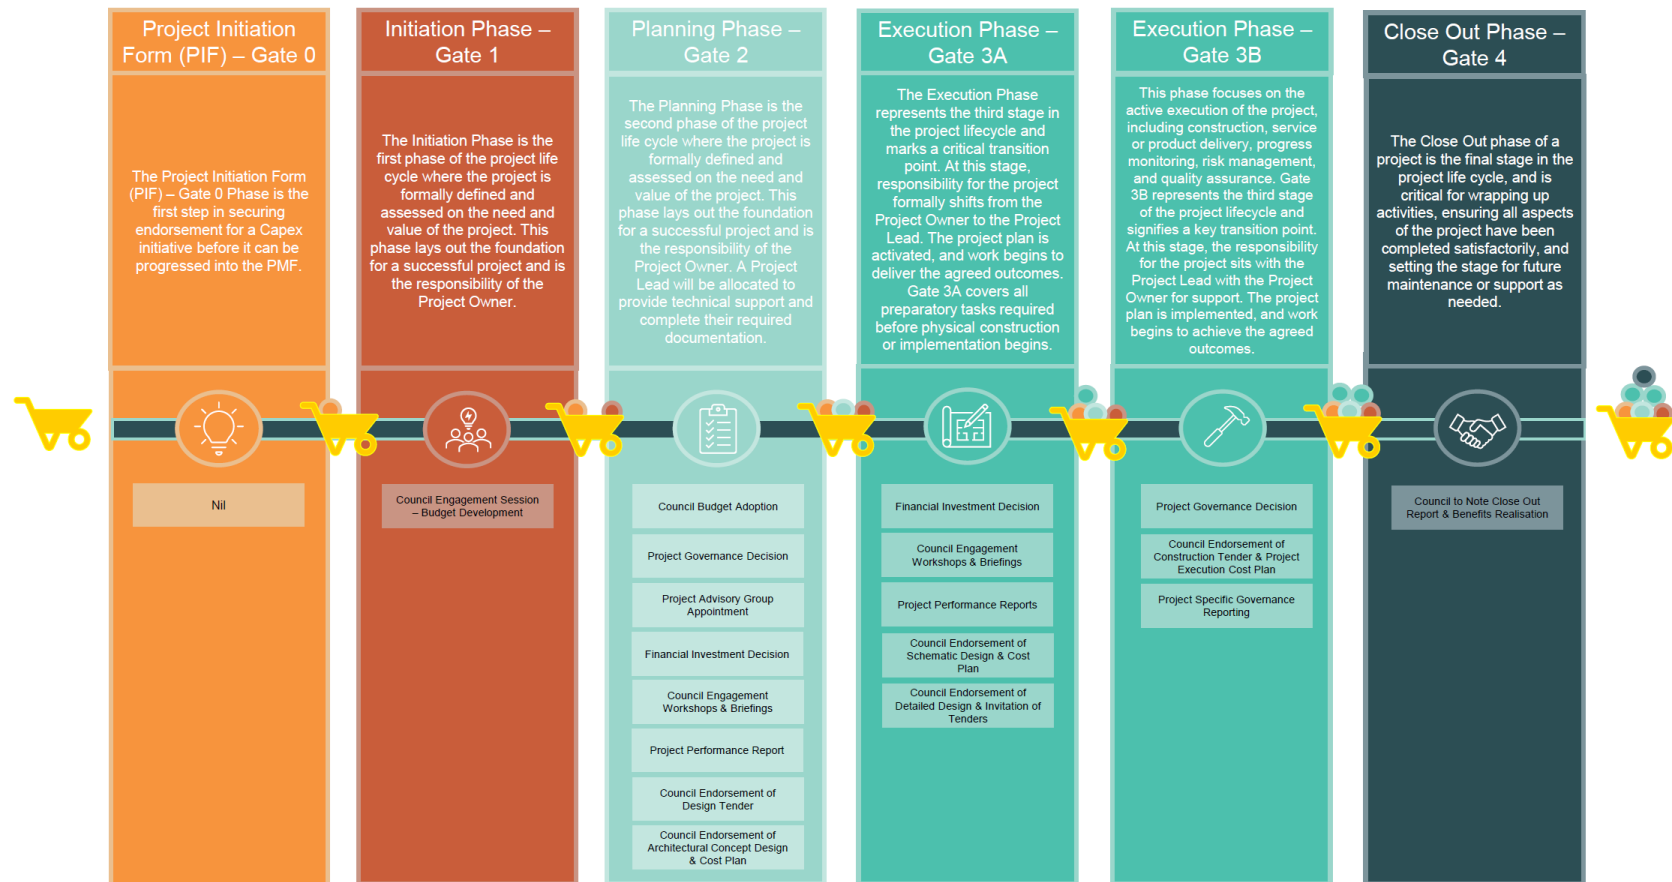 Project Initiation
Form (PIF) – Gate 0
The Project Initiation Form
(PIF) – Gate 0 Phase is the
first step in securing
endorsement for a Capex
initiative before it can be
progressed into the PMF.
Nil
Initiation Phase –
Gate 1
The Initiation Phase is the
first phase of the project life
cycle where the project is
formally defined and
assessed on the need and
value of the project. This
phase lays out the foundation
for a successful project and is
the responsibility of the
Project Owner.
Council Engagement Session
– Budget Development
Planning Phase –
Gate 2
The Planning Phase is the
second phase of the project
life cycle where the project is
formally defined and
assessed on the need and
value of the project. This
phase lays out the foundation
for a successful project and is
the responsibility of the
Project Owner. A Project
Lead will be allocated to
provide technical support and
complete their required
documentation.
Council Budget Adoption
Project Governance Decision
Project Advisory Group
Appointment
Financial Investment Decision
Council Engagement
Workshops & Briefings
Project Performance Report
Council Endorsement of
Design Tender
Council Endorsement of
Architectural Concept Design
& Cost Plan
Execution Phase –
Gate 3A
The Execution Phase
represents the third stage in
the project lifecycle and
marks a critical transition
point. At this stage,
responsibility for the project
formally shifts from the
Project Owner to the Project
Lead. The project plan is
activated, and work begins to
deliver the agreed outcomes.
Gate 3A covers all
preparatory tasks required
before physical construction
or implementation begins.
Financial Investment Decision
Council Engagement
Workshops & Briefings
Project Performance Reports
Council Endorsement of
Schematic Design & Cost
Plan
Council Endorsement of
Detailed Design & Invitation of
Tenders
Execution Phase –
Gate 3B
This phase focuses on the
active execution of the project,
including construction, service
or product delivery, progress
monitoring, risk management,
and quality assurance. Gate
3B represents the third stage
of the project lifecycle and
signifies a key transition point.
At this stage, the responsibility
for the project sits with the
Project Lead with the Project
Owner for support. The project
plan is implemented, and work
begins to achieve the agreed
outcomes.
Project Governance Decision
Council Endorsement of
Construction Tender & Project
Execution Cost Plan
Project Specific Governance
Reporting
Close Out Phase –
Gate 4
The Close Out phase of a
project is the final stage in the
project life cycle, and is
critical for wrapping up
activities, ensuring all aspects
of the project have been
completed satisfactorily, and
setting the stage for future
maintenance or support as
needed.
Council to Note Close Out
Report & Benefits Realisation